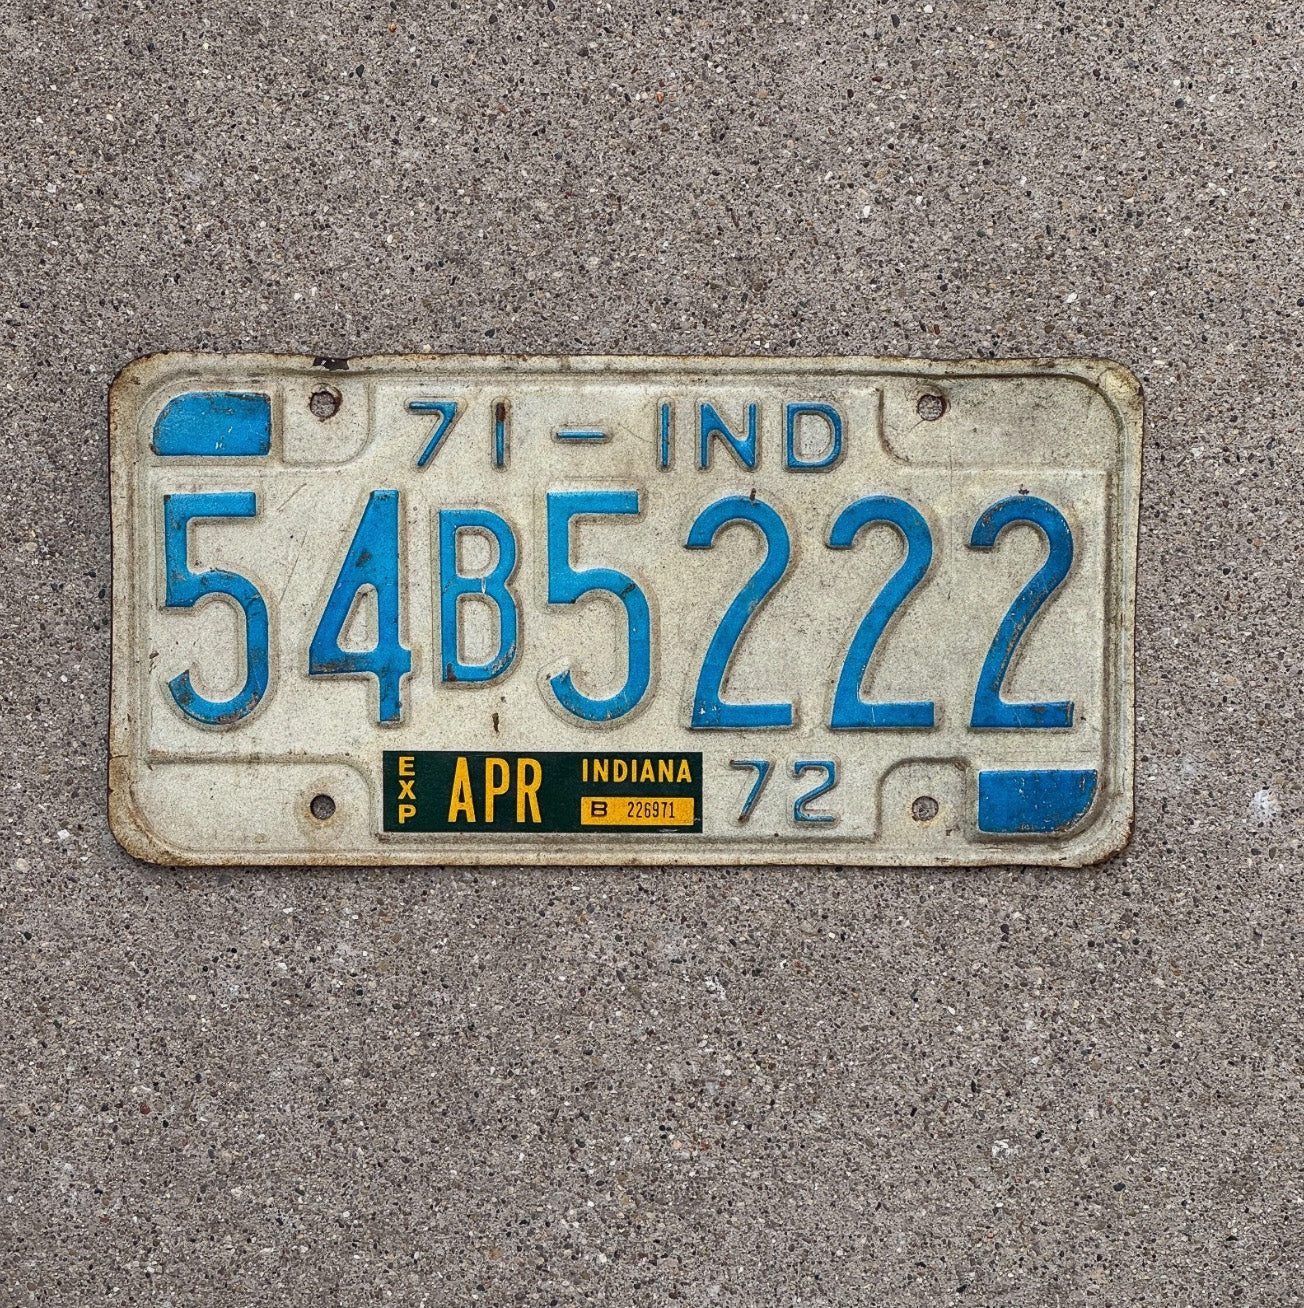 71-IND
54B5222
EXP APR INDIANA 72
B 226971